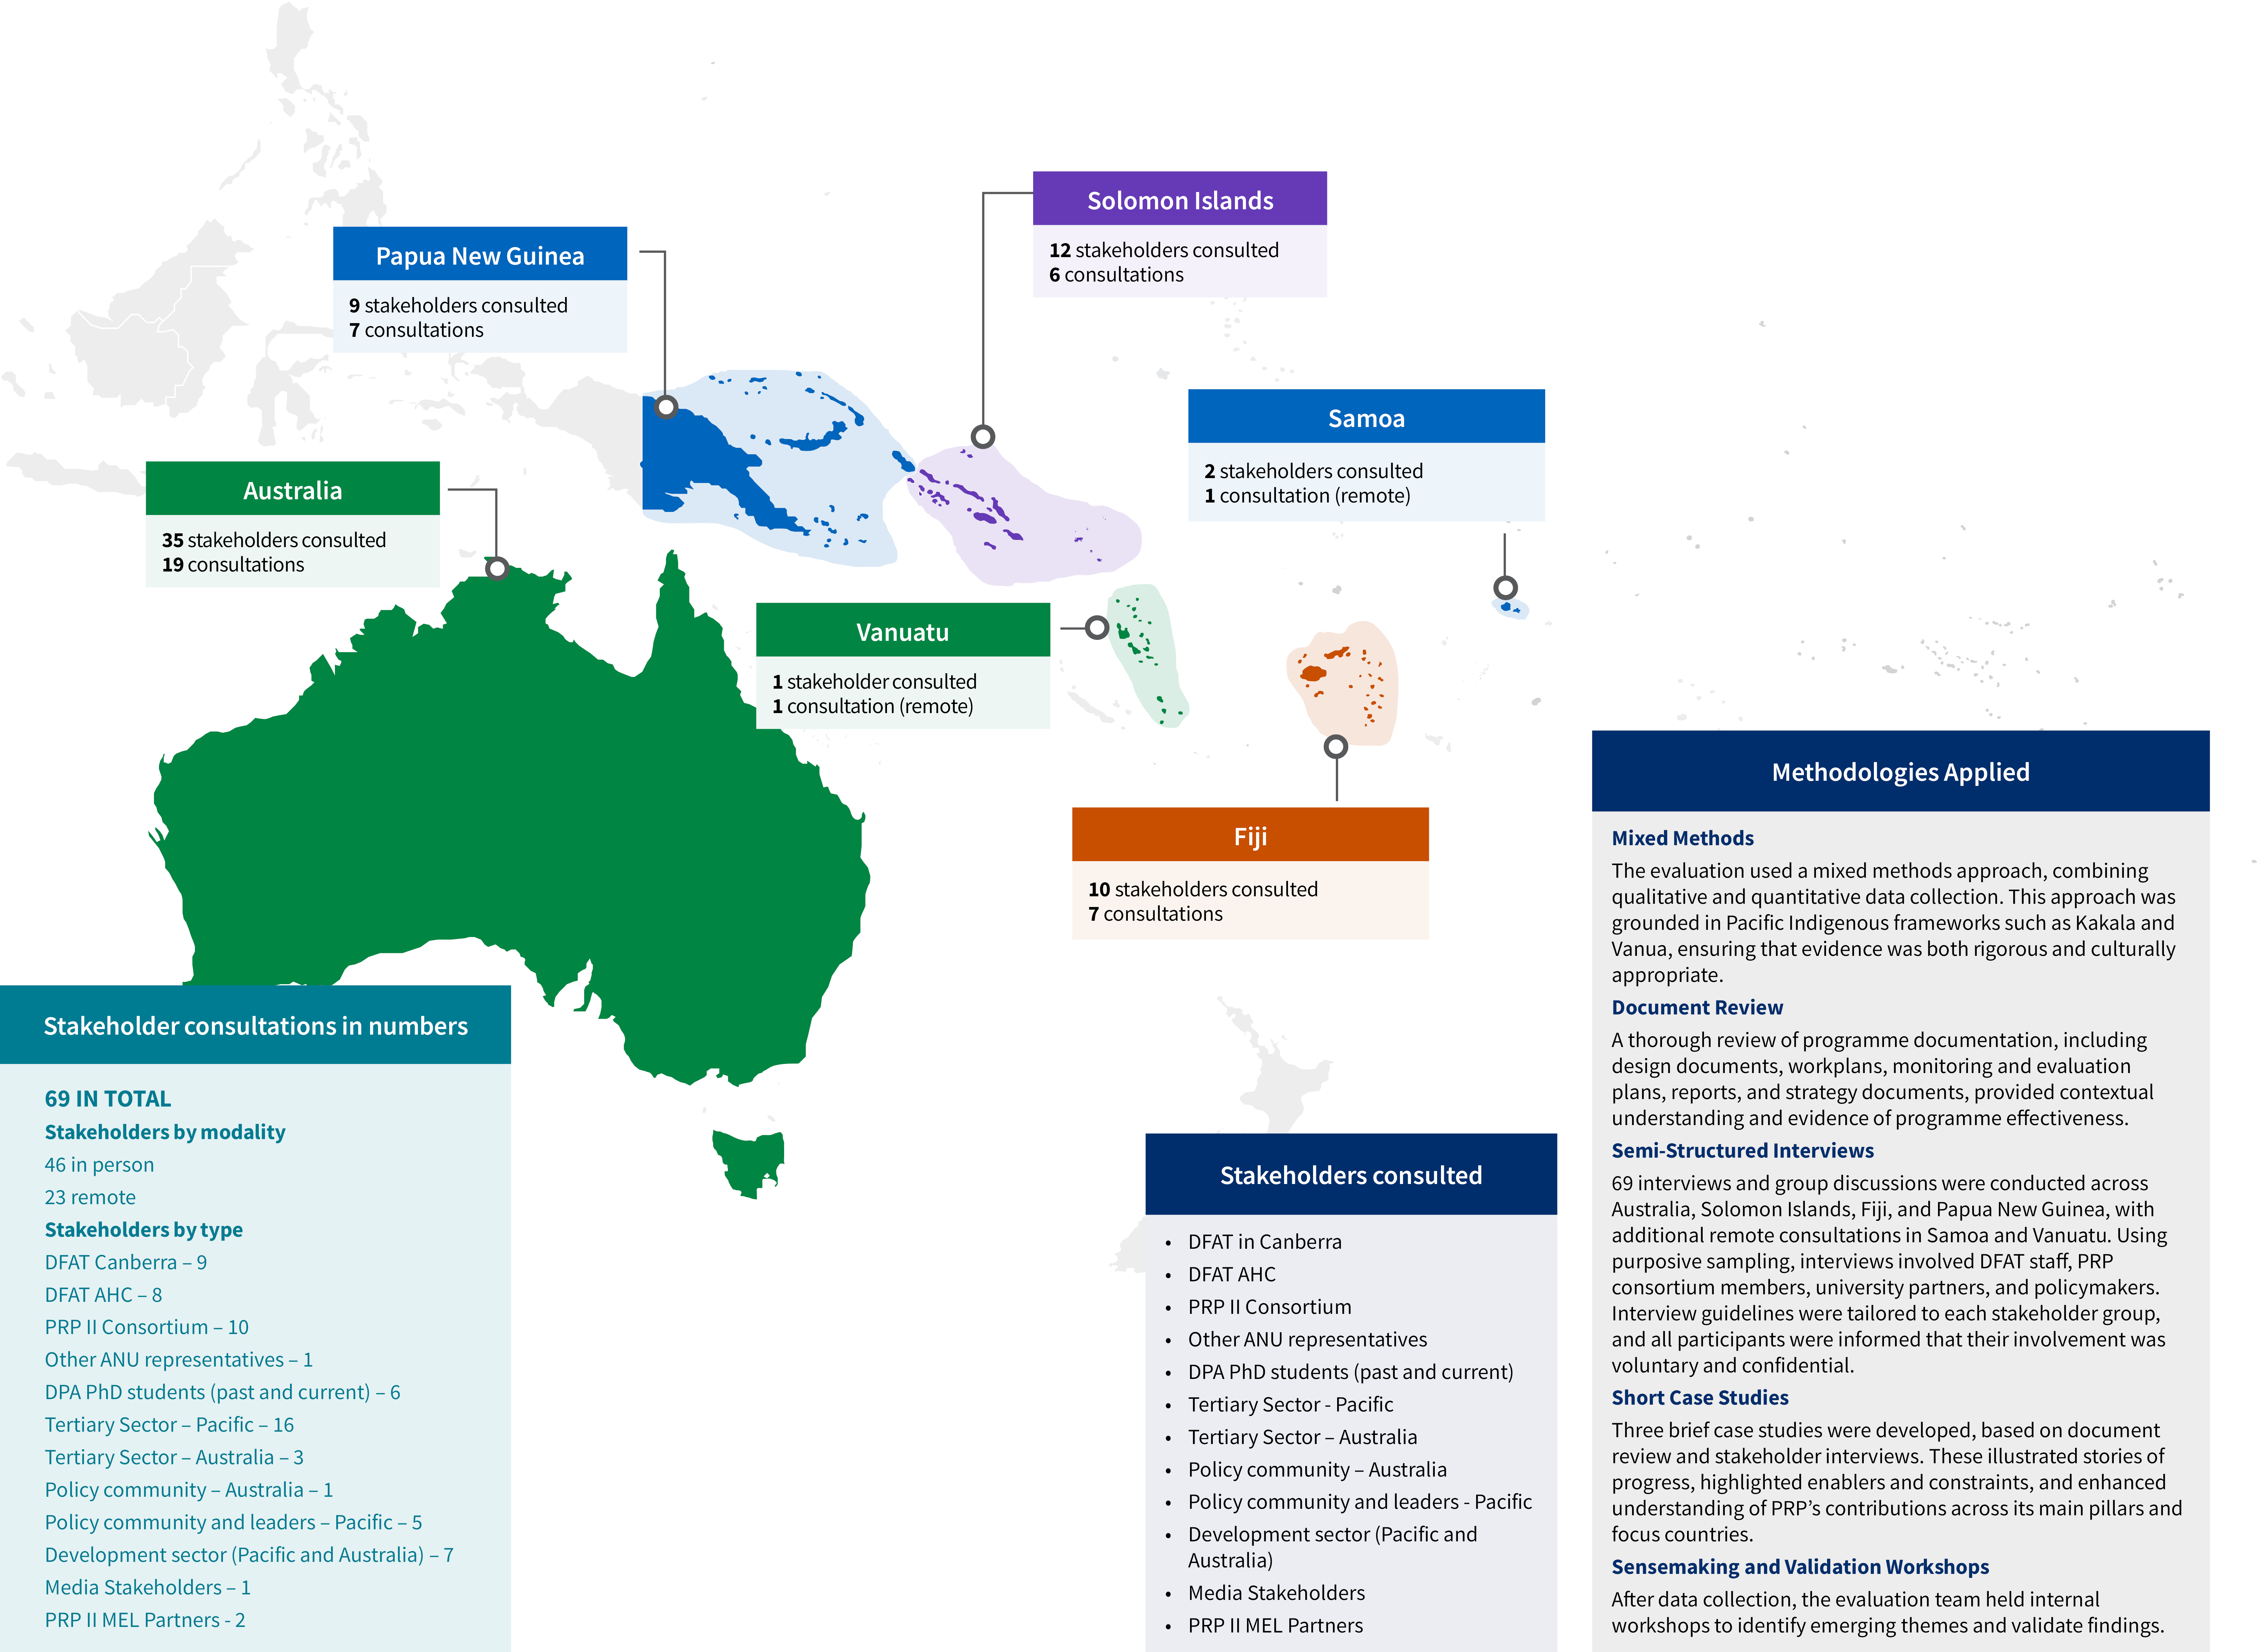 Solomon Islands
12 stakeholders consulted
6 consultations
Papua New Guinea
9 stakeholders consulted
7 consultations
Samoa
2 stakeholders consulted
1 consultation (remote)
Australia
35 stakeholders consulted
19 consultations
Vanuatu
1 stakeholder consulted
1 consultation (remote)
Fiji
10 stakeholders consulted
7 consultations
Stakeholder consultations in numbers
69 IN TOTAL
Stakeholders by modality
46 in person
23 remote
Stakeholders by type
DFAT Canberra – 9
DFAT AHC – 8
PRP II Consortium – 10
Other ANU representatives – 1
DPA PhD students (past and current) – 6
Tertiary Sector – Pacific – 16
Tertiary Sector – Australia – 3
Policy community – Australia – 1
Policy community and leaders – Pacific – 5
Development sector (Pacific and Australia) – 7
Media Stakeholders – 1
PRP II MEL Partners - 2
Stakeholders consulted
• DFAT in Canberra
• DFAT AHC
• PRP II Consortium
• Other ANU representatives
• DPA PhD students (past and current)
• Tertiary Sector - Pacific
• Tertiary Sector – Australia
• Policy community – Australia
• Policy community and leaders - Pacific
• Development sector (Pacific and
Australia)
• Media Stakeholders
• PRP II MEL Partners
Methodologies Applied
Mixed Methods
The evaluation used a mixed methods approach, combining
qualitative and quantitative data collection. This approach was
grounded in Pacific Indigenous frameworks such as Kakala and
Vanua, ensuring that evidence was both rigorous and culturally
appropriate.
Document Review
A thorough review of programme documentation, including
design documents, workplans, monitoring and evaluation
plans, reports, and strategy documents, provided contextual
understanding and evidence of programme effectiveness.
Semi-Structured Interviews
69 interviews and group discussions were conducted across
Australia, Solomon Islands, Fiji, and Papua New Guinea, with
additional remote consultations in Samoa and Vanuatu. Using
purposive sampling, interviews involved DFAT staff, PRP
consortium members, university partners, and policymakers.
Interview guidelines were tailored to each stakeholder group,
and all participants were informed that their involvement was
voluntary and confidential.
Short Case Studies
Three brief case studies were developed, based on document
review and stakeholder interviews. These illustrated stories of
progress, highlighted enablers and constraints, and enhanced
understanding of PRP’s contributions across its main pillars and
focus countries.
Sensemaking and Validation Workshops
After data collection, the evaluation team held internal
workshops to identify emerging themes and validate findings.